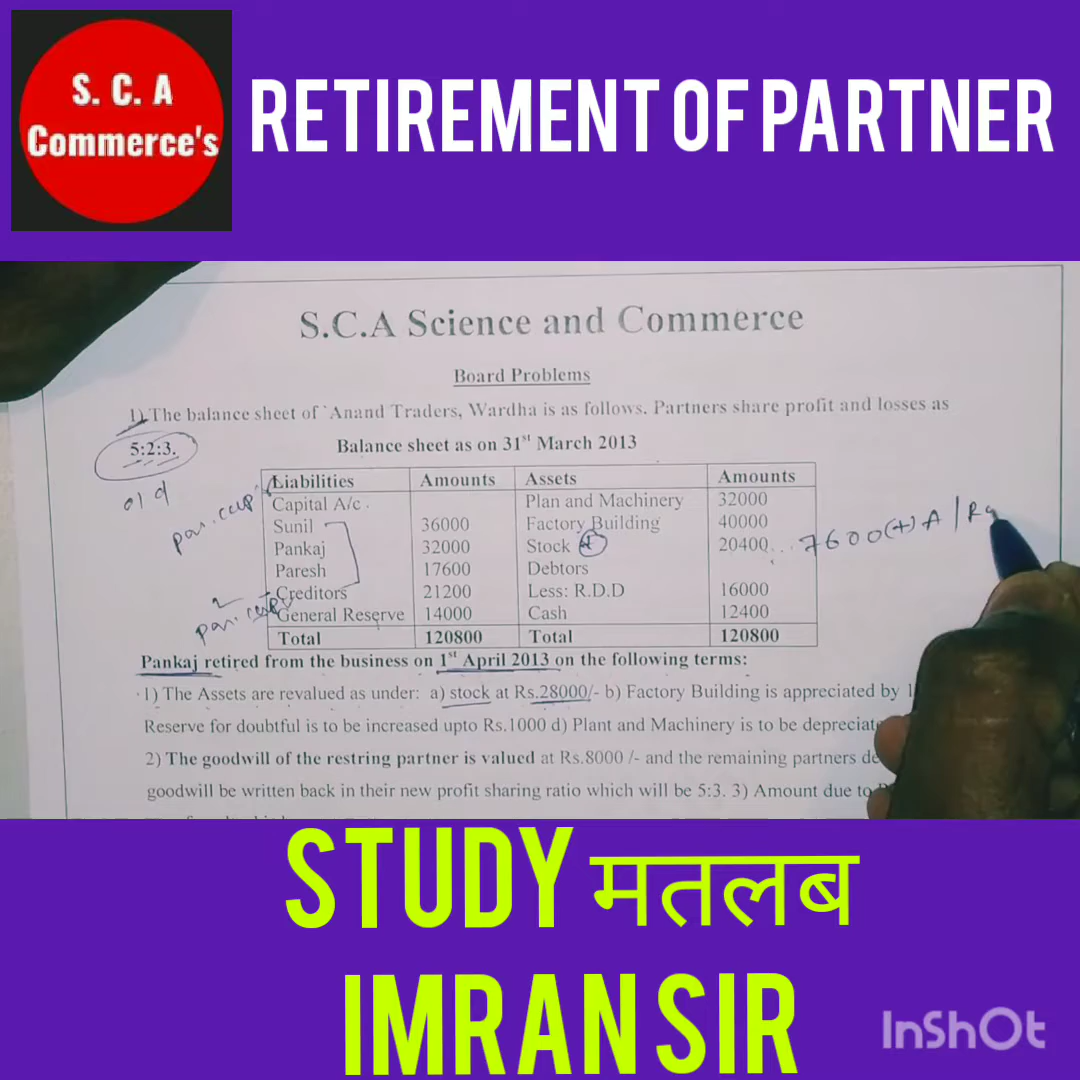 S. C. A
Commerce's
RETIREMENT OF PARTNER
S.C.A Science and Commerce
Board Problems
1) The balance sheet of `Anand Traders, Wardha is as follows. Partners share profit and losses as
5:2:3.
old
Balance sheet as on 31st March 2013
Liabilities Amounts Assets Amounts
Capital A/c. Plan and Machinery 32000
Sunil 36000 Factory Building 40000
Pankaj 32000 Stock 20400 7600(+) A
Paresh 17600 Debtors
Creditors 21200 Less: R.D.D 16000
General Reserve 14000 Cash 12400
Total 120800 Total 120800
Pankaj retired from the business on 1st April 2013 on the following terms:
1) The Assets are revalued as under: a) stock at Rs.28000/- b) Factory Building is appreciated by
Reserve for doubtful is to be increased upto Rs.1000 d) Plant and Machinery is to be
2) The goodwill of the restring partner is valued at Rs.8000 /- and the remaining partners
goodwill be written back in their new profit sharing ratio which will be 5:3. 3) Amount due to
STUDY मतलब
IMRAN SIR
InShOt